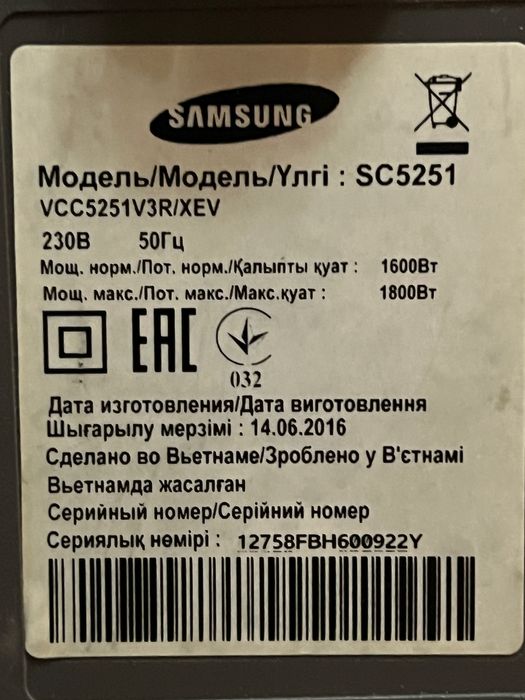 SAMSUNG
Модель/Модель/Үлгі : SC5251
VCC5251V3R/XEV
230В 50Гц
Мощ. норм./Пот. норм./Қалыпты қуат : 1600Вт
Мощ. макс./Пот. макс./Макс.қуат : 1800Вт
EAC
032
Дата изготовления/Дата виготовлення
Шығарылу мерзімі : 14.06.2016
Сделано во Вьетнаме/Зроблено у В'єтнамі
Вьетнамда жасалған
Серийный номер/Серійний номер
Сериялық нөмірі : 12758FBH600922Y